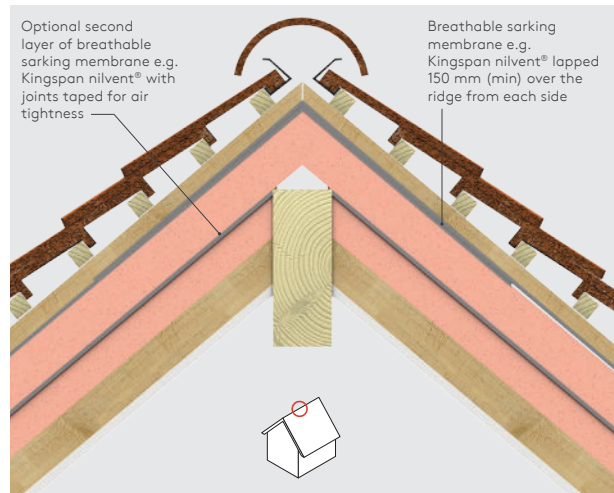 Optional second
layer of breathable
sarking membrane e.g.
Kingspan nilvent® with
joints taped for air
tightness
Breathable sarking
membrane e.g.
Kingspan nilvent® lapped
150 mm (min) over the
ridge from each side